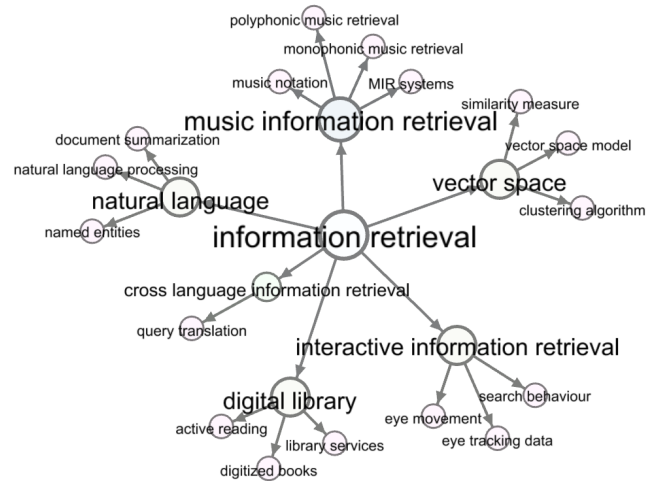 polyphonic music retrieval
monophonic music retrieval
music notation
MIR systems
similarity measure
music information retrieval
document summarization
vector space model
natural language processing
vector space
natural language
clustering algorithm
named entities
information retrieval
cross language information retrieval
query translation
interactive information retrieval
search behaviour
digital library
eye movement
active reading
eye tracking data
library services
digitized books